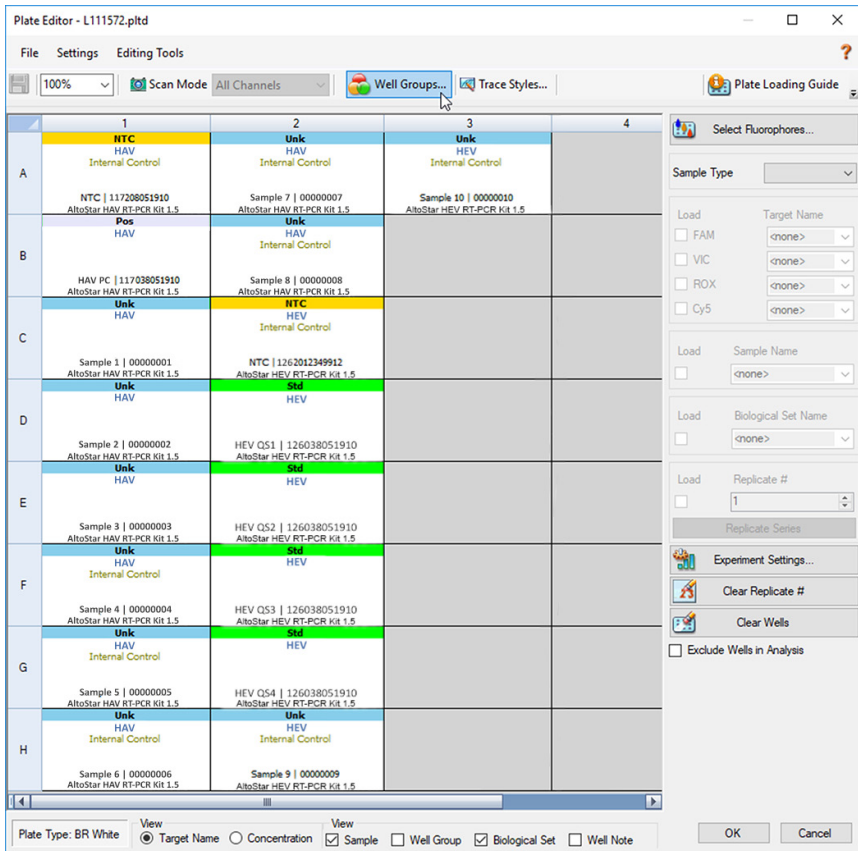 Plate Editor - L111572.pltd
File Settings Editing Tools ?
100% Scan Mode All Channels Well Groups... Trace Styles... Plate Loading Guide
1 2 3 4
A
NTC
HAV
Internal Control
NTC | 117208051910
AltoStar HAV RT-PCR Kit 1.5
Unk
HAV
Internal Control
Sample 7 | 00000007
AltoStar HAV RT-PCR Kit 1.5
Unk
HEV
Internal Control
Sample 10 | 00000010
AltoStar HEV RT-PCR Kit 1.5
B
Pos
HAV
HAV PC | 117038051910
AltoStar HAV RT-PCR Kit 1.5
Unk
HAV
Internal Control
Sample 8 | 00000008
AltoStar HAV RT-PCR Kit 1.5
C
Unk
HAV
Sample 1 | 00000001
AltoStar HAV RT-PCR Kit 1.5
NTC
HEV
Internal Control
NTC | 1262012349912
AltoStar HEV RT-PCR Kit 1.5
D
Unk
HAV
Sample 2 | 00000002
AltoStar HAV RT-PCR Kit 1.5
Std
HEV
HEV QS1 | 126038051910
AltoStar HEV RT-PCR Kit 1.5
E
Unk
HAV
Sample 3 | 00000003
AltoStar HAV RT-PCR Kit 1.5
Std
HEV
HEV QS2 | 126038051910
AltoStar HEV RT-PCR Kit 1.5
F
Unk
HAV
Internal Control
Sample 4 | 00000004
AltoStar HAV RT-PCR Kit 1.5
Std
HEV
HEV QS3 | 126038051910
AltoStar HEV RT-PCR Kit 1.5
G
Unk
HAV
Internal Control
Sample 5 | 00000005
AltoStar HAV RT-PCR Kit 1.5
Std
HEV
HEV QS4 | 126038051910
AltoStar HEV RT-PCR Kit 1.5
H
Unk
HAV
Internal Control
Sample 6 | 00000006
AltoStar HAV RT-PCR Kit 1.5
Unk
HEV
Internal Control
Sample 9 | 00000009
AltoStar HEV RT-PCR Kit 1.5
Select Fluorophores...
Sample Type
Load Target Name
FAM <none>
VIC <none>
ROX <none>
Cy5 <none>
Load Sample Name
<none>
Load Biological Set Name
<none>
Load Replicate #
1
Replicate Series
Experiment Settings...
Clear Replicate #
Clear Wells
Exclude Wells in Analysis
Plate Type: BR White
View
Target Name Concentration
View
Sample Well Group Biological Set Well Note
OK Cancel